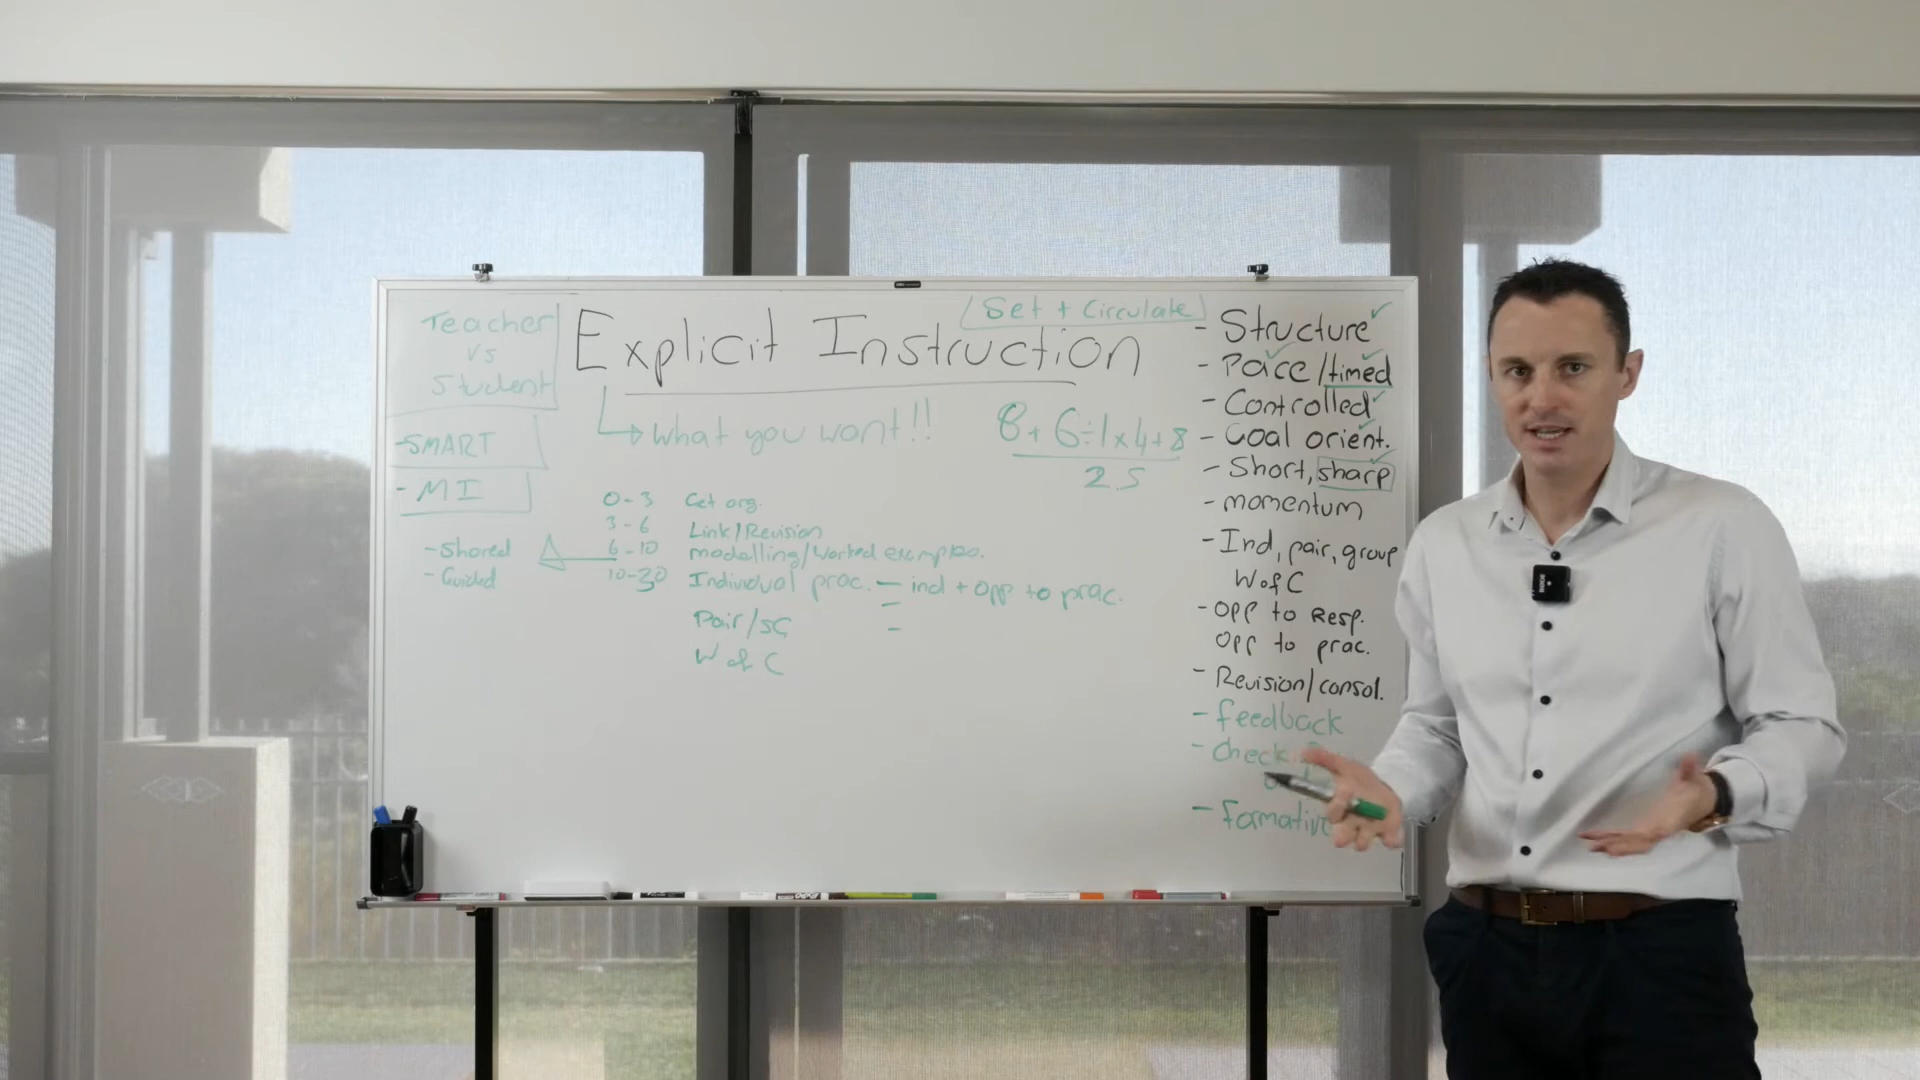 Teacher
vs
Student
-SMART
- MI
- Shared
- Guided
Explicit Instruction
Set + Circulate
What you want!!
8 + 6 ÷ 1 x 4 + 8
2.5
0-3 Get org.
3-6 Link/Revision
6-10 modelling/worked examples.
10-30 Individual prac. - ind + opp to prac.
-
Pair/SG -
W of C
- Structure ✓
- Pace/timed
- Controlled ✓
- Goal orient.
- Short, sharp
- momentum
- Ind, pair, group
W of C
- Opp to Resp.
Opp to prac.
- Revision/consol.
- feedback
- Check
- Formative